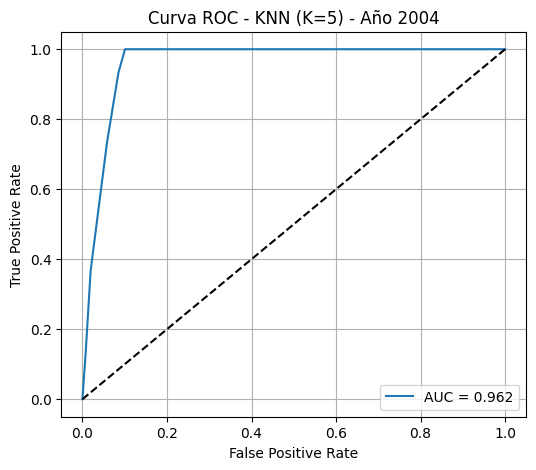 Curva ROC - KNN (K=5) - Año 2004
True Positive Rate
1.0
0.8
0.6
0.4
0.2
0.0
0.0 0.2 0.4 0.6 0.8 1.0
False Positive Rate
AUC = 0.962